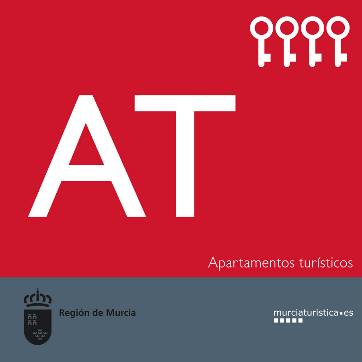 AT
Apartamentos turísticos
Región de Murcia
murciaturistica•es